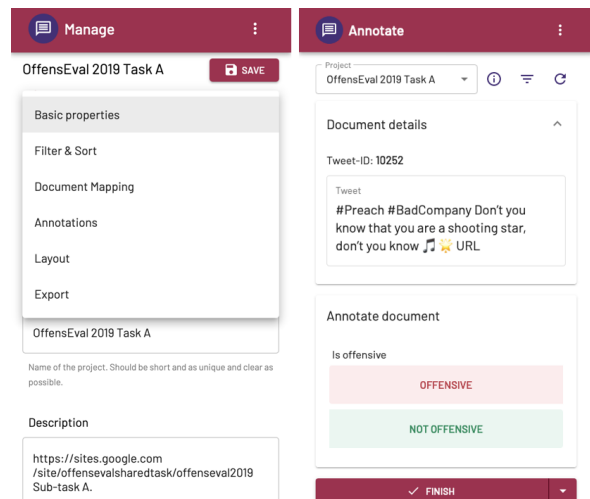 Manage
OffensEval 2019 Task A
SAVE
Basic properties
Filter & Sort
Document Mapping
Annotations
Layout
Export
OffensEval 2019 Task A
Name of the project. Should be short and as unique and clear as
possible.
Description
https://sites.google.com
/site/offensevalsharedtask/offenseval2019
Sub-task A.
Annotate
Project
OffensEval 2019 Task A
Document details
Tweet-ID: 10252
Tweet
#Preach #BadCompany Don't you
know that you are a shooting star,
don't you know 🎵🌟 URL
Annotate document
Is offensive
OFFENSIVE
NOT OFFENSIVE
FINISH